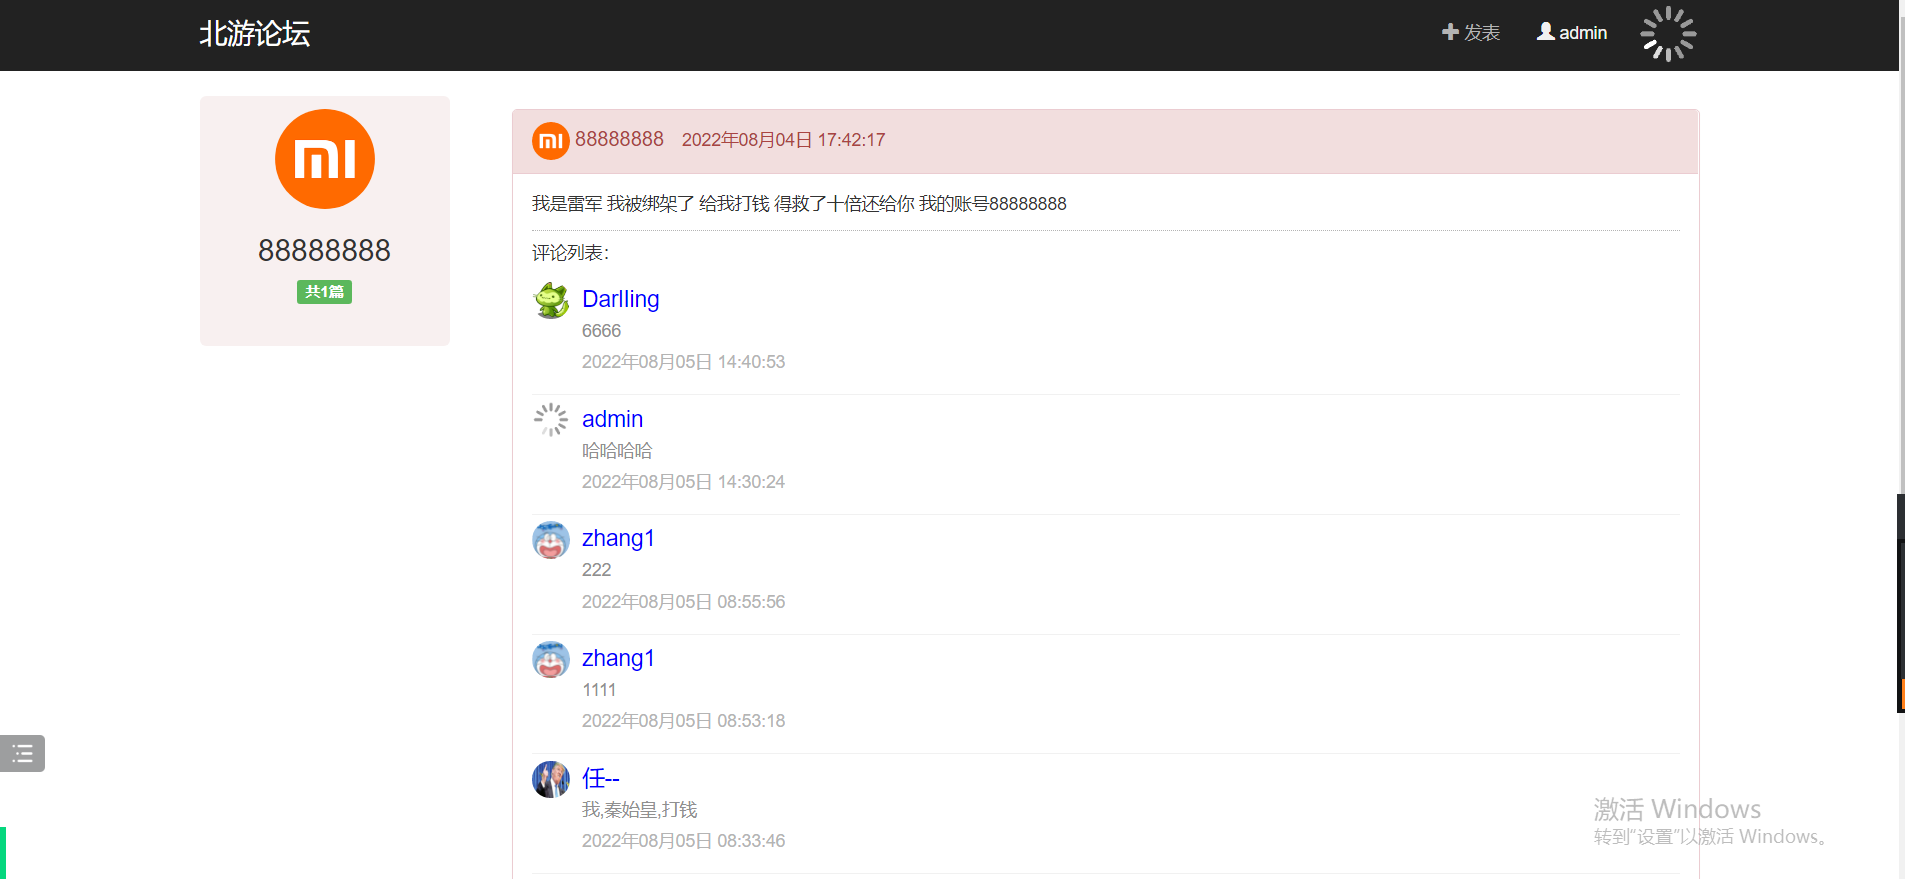 北游论坛
发表
admin
88888888
共1篇
88888888 2022年08月04日 17:42:17
我是雷军 我被绑架了 给我打钱 得救了十倍还给你 我的账号88888888
评论列表：
Darlling
6666
2022年08月05日 14:40:53
admin
哈哈哈哈
2022年08月05日 14:30:24
zhang1
222
2022年08月05日 08:55:56
zhang1
1111
2022年08月05日 08:53:18
任--
我,秦始皇,打钱
2022年08月05日 08:33:46
激活 Windows
转到"设置"以激活 Windows。